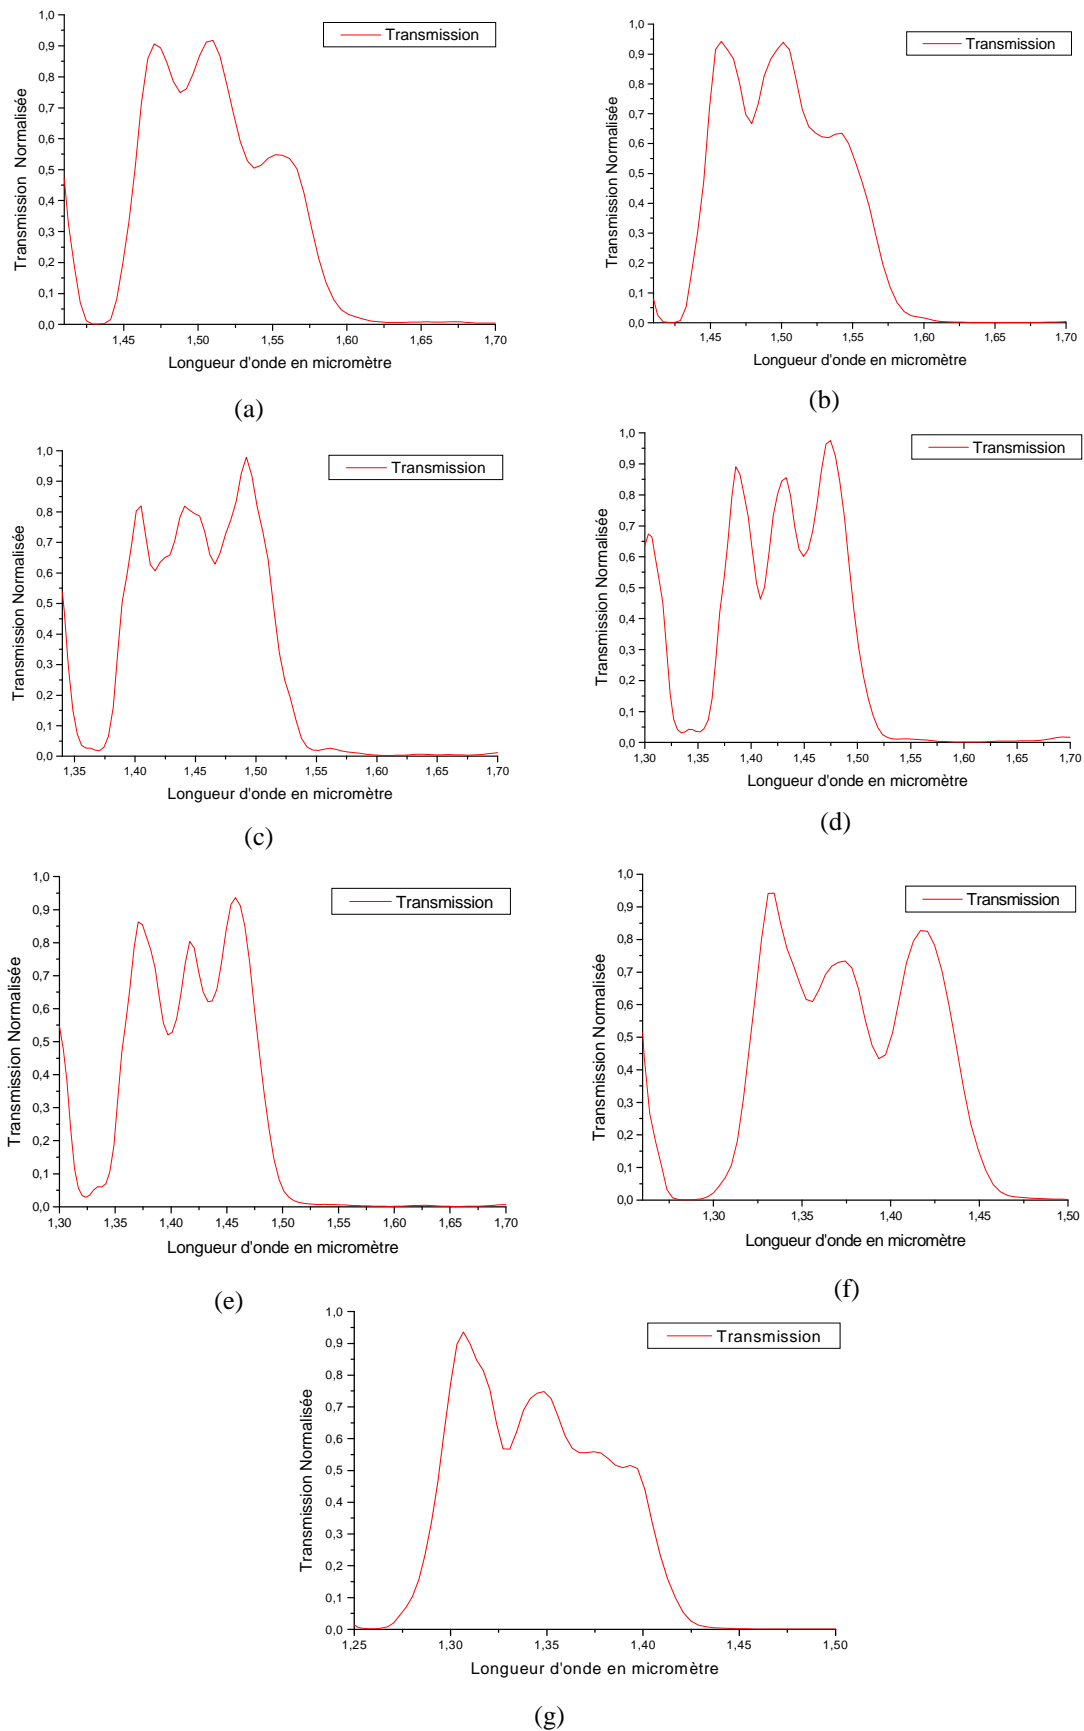 1,0
0,9
0,8
0,7
0,6
0,5
0,4
0,3
0,2
0,1
0,0
Transmission Normalisée
Transmission
1,45 1,50 1,55 1,60 1,65 1,70
Longueur d'onde en micromètre
(a)
1,0
0,9
0,8
0,7
0,6
0,5
0,4
0,3
0,2
0,1
0,0
Transmission Normalisée
Transmission
1,45 1,50 1,55 1,60 1,65 1,70
Longueur d'onde en micromètre
(b)
1,0
0,9
0,8
0,7
0,6
0,5
0,4
0,3
0,2
0,1
0,0
Transmission Normalisée
Transmission
1,35 1,40 1,45 1,50 1,55 1,60 1,65 1,70
Longueur d'onde en micromètre
(c)
1,0
0,9
0,8
0,7
0,6
0,5
0,4
0,3
0,2
0,1
0,0
Transmission Normalisée
Transmission
1,30 1,35 1,40 1,45 1,50 1,55 1,60 1,65 1,70
Longueur d'onde en micromètre
(d)
1,0
0,9
0,8
0,7
0,6
0,5
0,4
0,3
0,2
0,1
0,0
Transmission Normalisée
Transmission
1,30 1,35 1,40 1,45 1,50 1,55 1,60 1,65 1,70
Longueur d'onde en micromètre
(e)
1,0
0,9
0,8
0,7
0,6
0,5
0,4
0,3
0,2
0,1
0,0
Transmission Normalisée
Transmission
1,30 1,35 1,40 1,45 1,50
Longueur d'onde en micromètre
(f)
1,0
0,9
0,8
0,7
0,6
0,5
0,4
0,3
0,2
0,1
0,0
Transmission Normalisée
Transmission
1,25 1,30 1,35 1,40 1,45 1,50
Longueur d'onde en micromètre
(g)